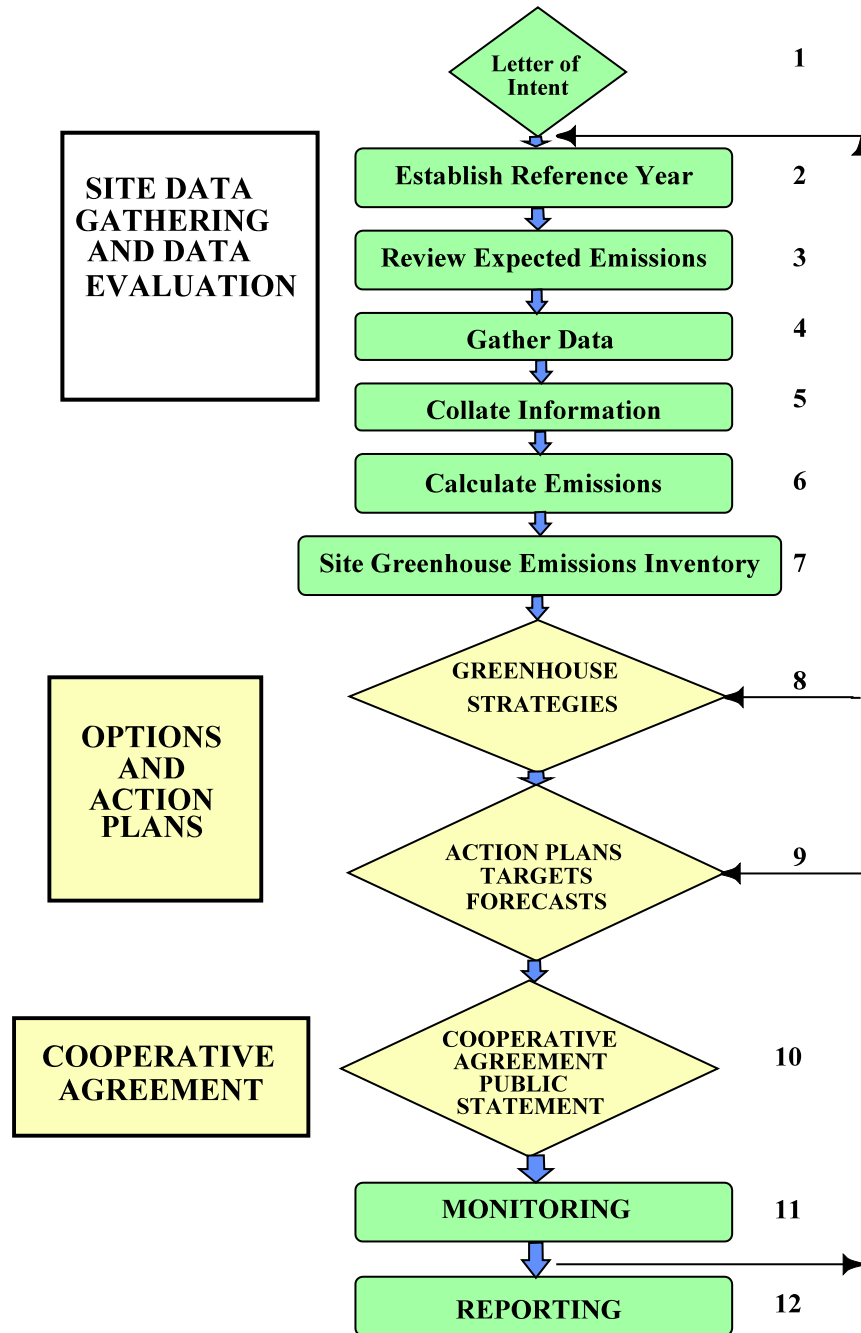 Letter of
Intent
1
SITE DATA
GATHERING
AND DATA
EVALUATION
Establish Reference Year
2
Review Expected Emissions
3
Gather Data
4
Collate Information
5
Calculate Emissions
6
Site Greenhouse Emissions Inventory
7
GREENHOUSE
STRATEGIES
8
OPTIONS
AND
ACTION
PLANS
ACTION PLANS
TARGETS
FORECASTS
9
COOPERATIVE
AGREEMENT
COOPERATIVE
AGREEMENT
PUBLIC
STATEMENT
10
MONITORING
11
REPORTING
12